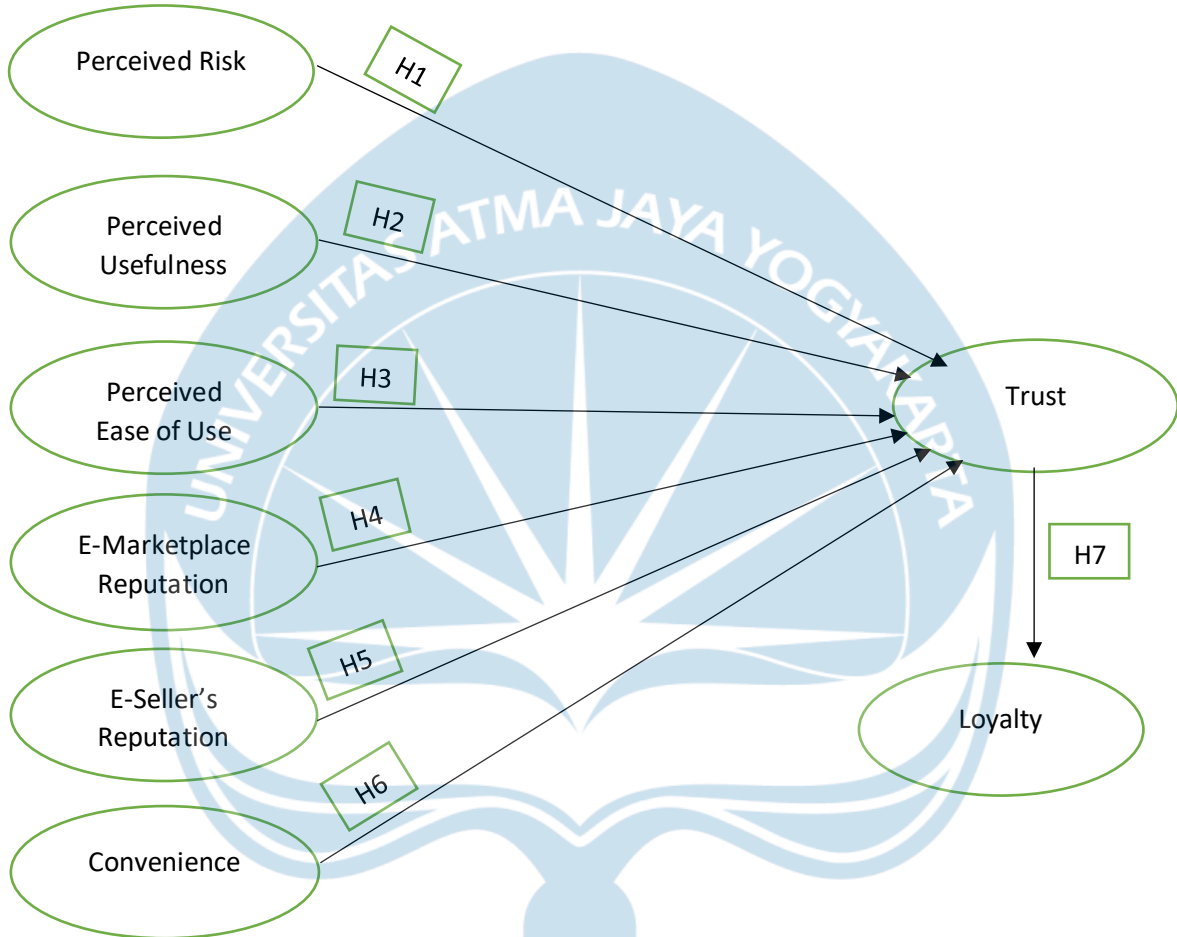 Perceived Risk
H1
Perceived
Usefulness
H2
UNIVERSITAS ATMA JAYA YOGYAKARTA
Perceived
Ease of Use
H3
Trust
E-Marketplace
Reputation
H4
H7
E-Seller’s
Reputation
H5
Loyalty
Convenience
H6